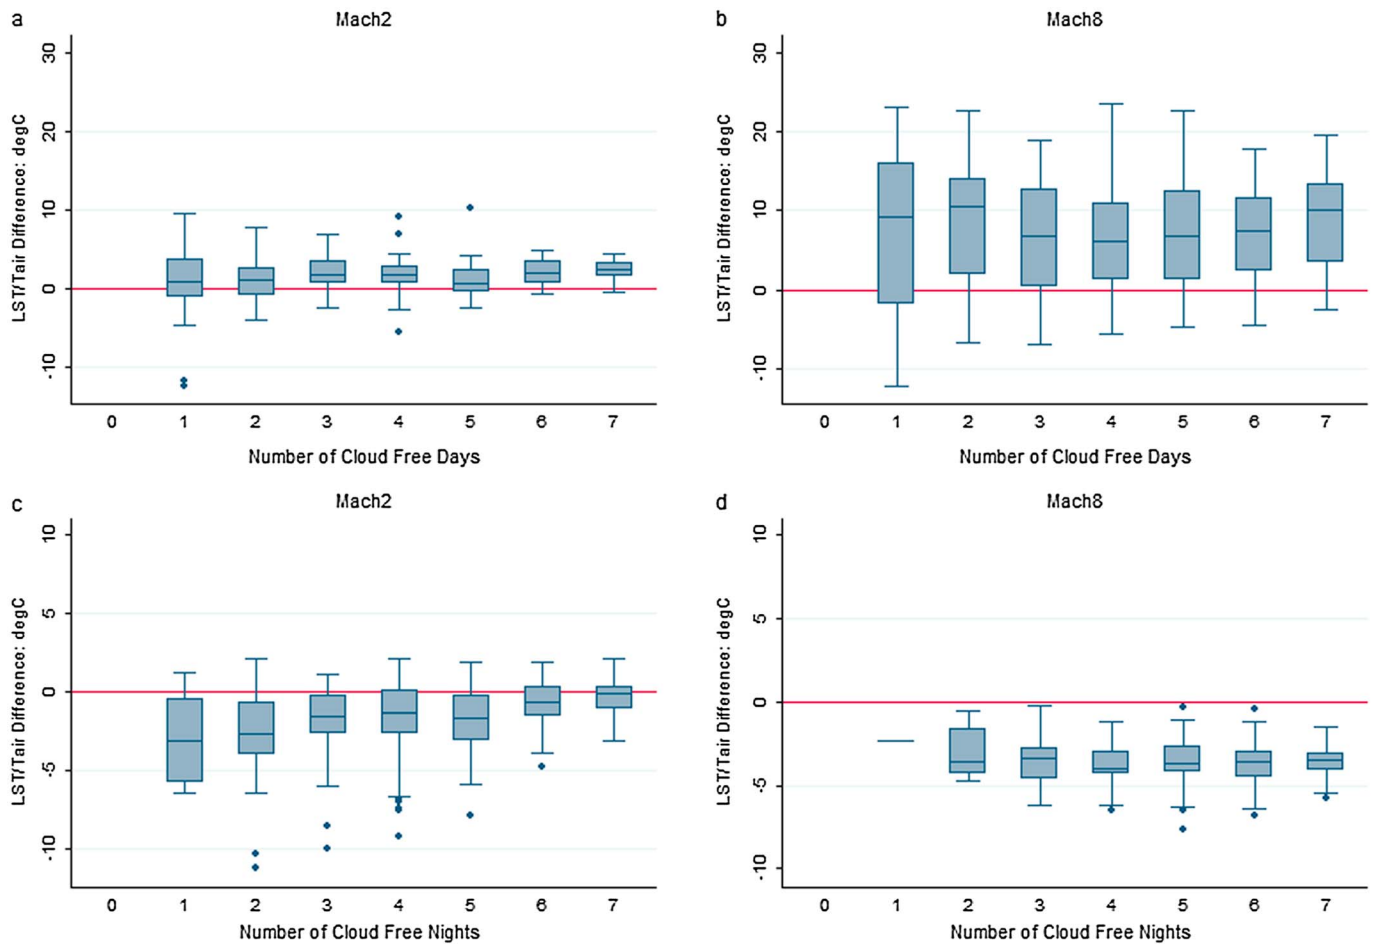 a
Mach2
LST/Tair Difference: degC
30
20
10
0
-10
0 1 2 3 4 5 6 7
Number of Cloud Free Days
b
Mach8
LST/Tair Difference: degC
30
20
10
0
-10
0 1 2 3 4 5 6 7
Number of Cloud Free Days
c
Mach2
LST/Tair Difference: degC
10
5
0
-5
-10
0 1 2 3 4 5 6 7
Number of Cloud Free Nights
d
Mach8
LST/Tair Difference: degC
10
5
0
-5
-10
0 1 2 3 4 5 6 7
Number of Cloud Free Nights